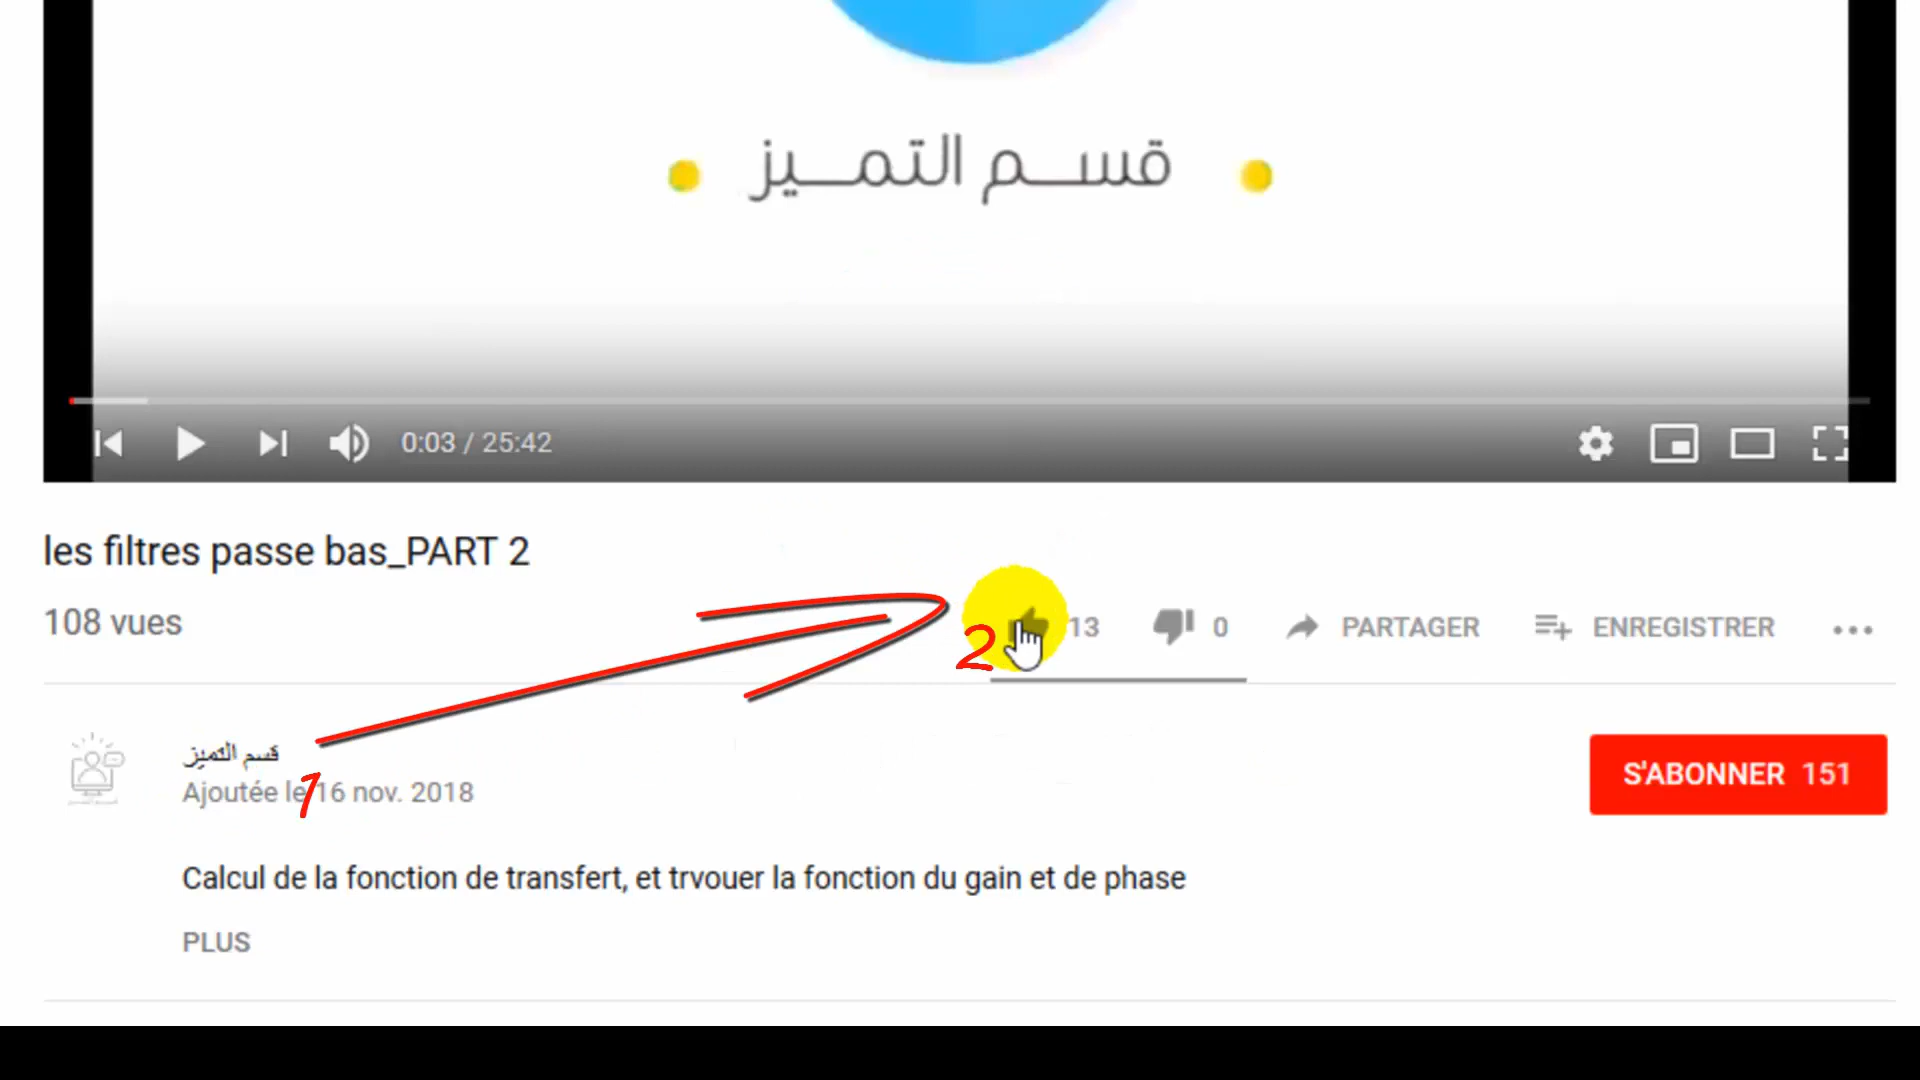 قسم التميز
0:03 / 25:42
les filtres passe bas_PART 2
108 vues
2
13
0
PARTAGER
ENREGISTRER
قسم التميز
1
Ajoutée le 16 nov. 2018
S'ABONNER 151
Calcul de la fonction de transfert, et trvouer la fonction du gain et de phase
PLUS